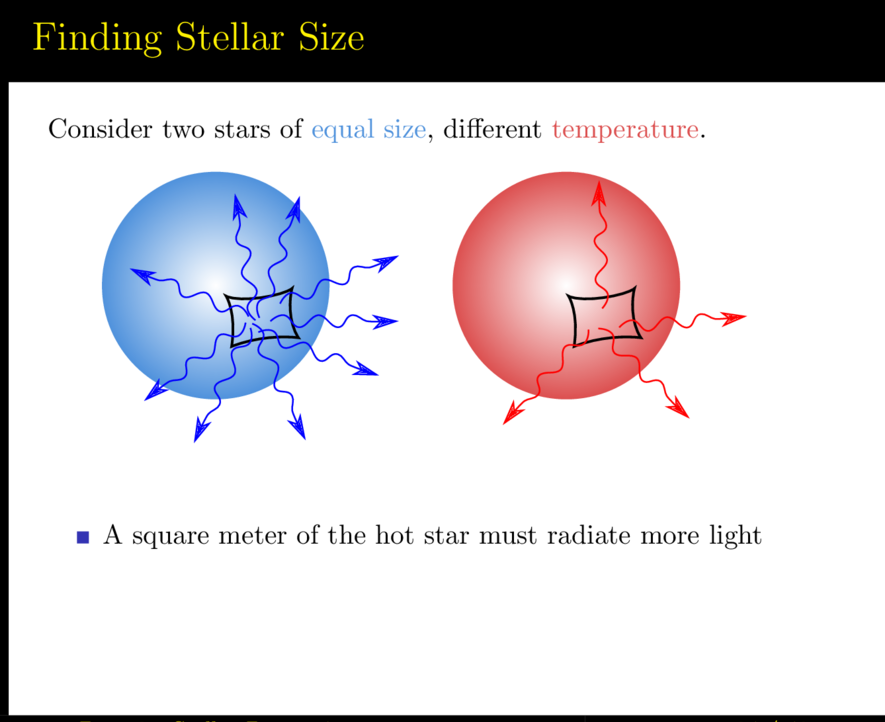 Finding Stellar Size
Consider two stars of equal size, different temperature.
A square meter of the hot star must radiate more light